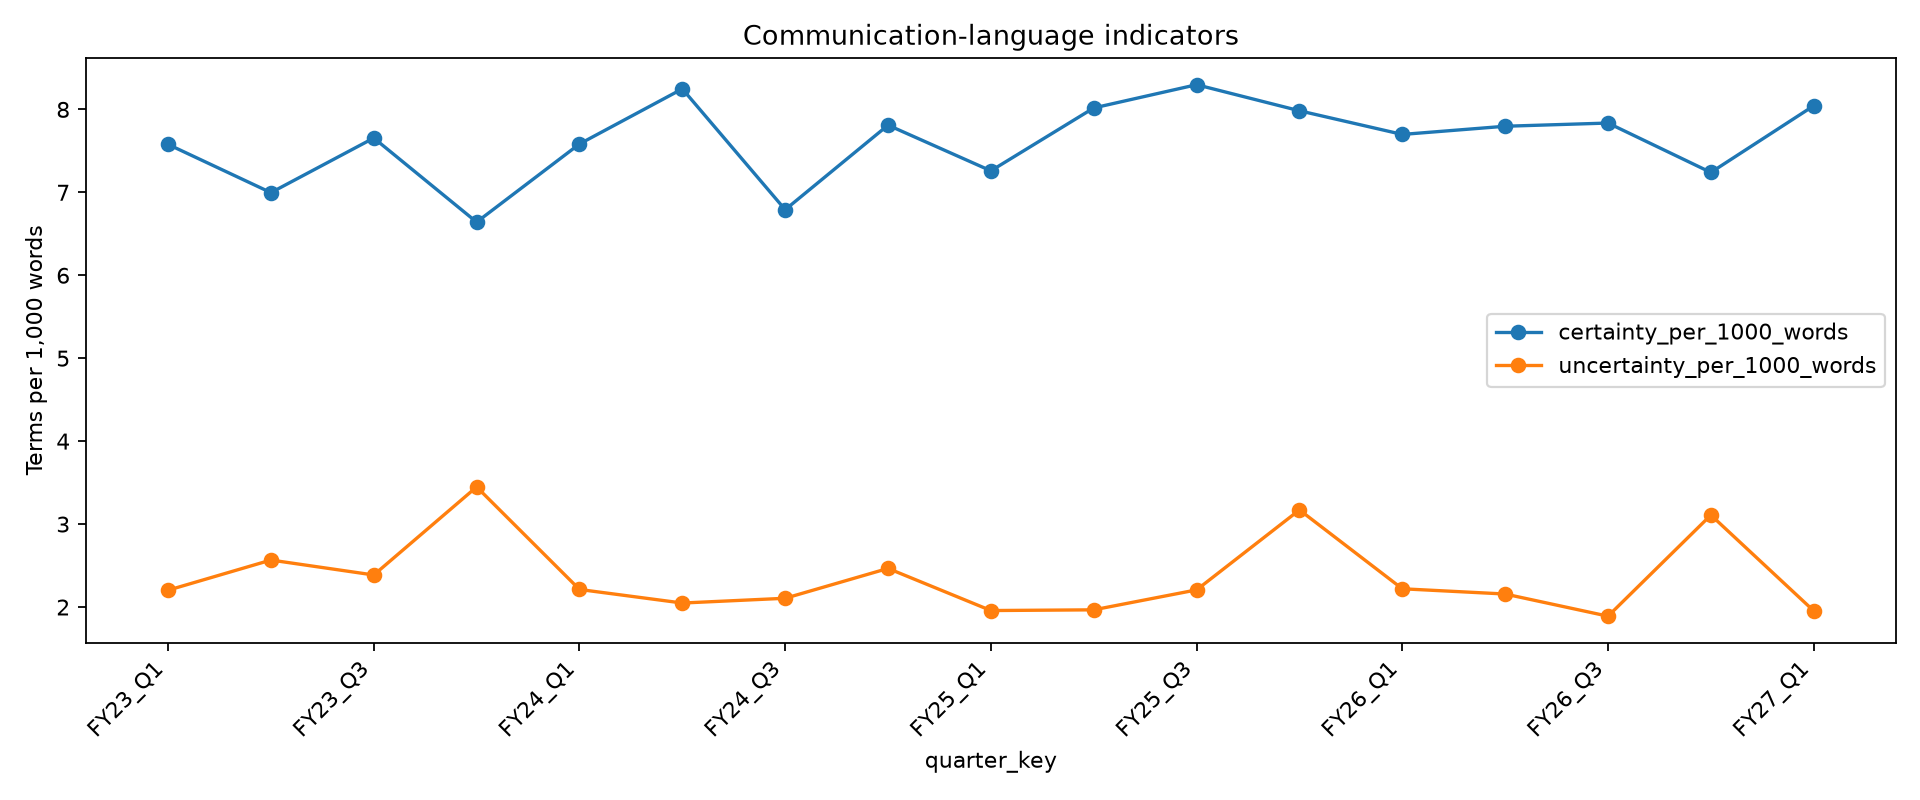 Communication-language indicators
Terms per 1,000 words
8
7
6
5
4
3
2
certainty_per_1000_words
uncertainty_per_1000_words
FY23_Q1
FY23_Q3
FY24_Q1
FY24_Q3
FY25_Q1
FY25_Q3
FY26_Q1
FY26_Q3
FY27_Q1
quarter_key